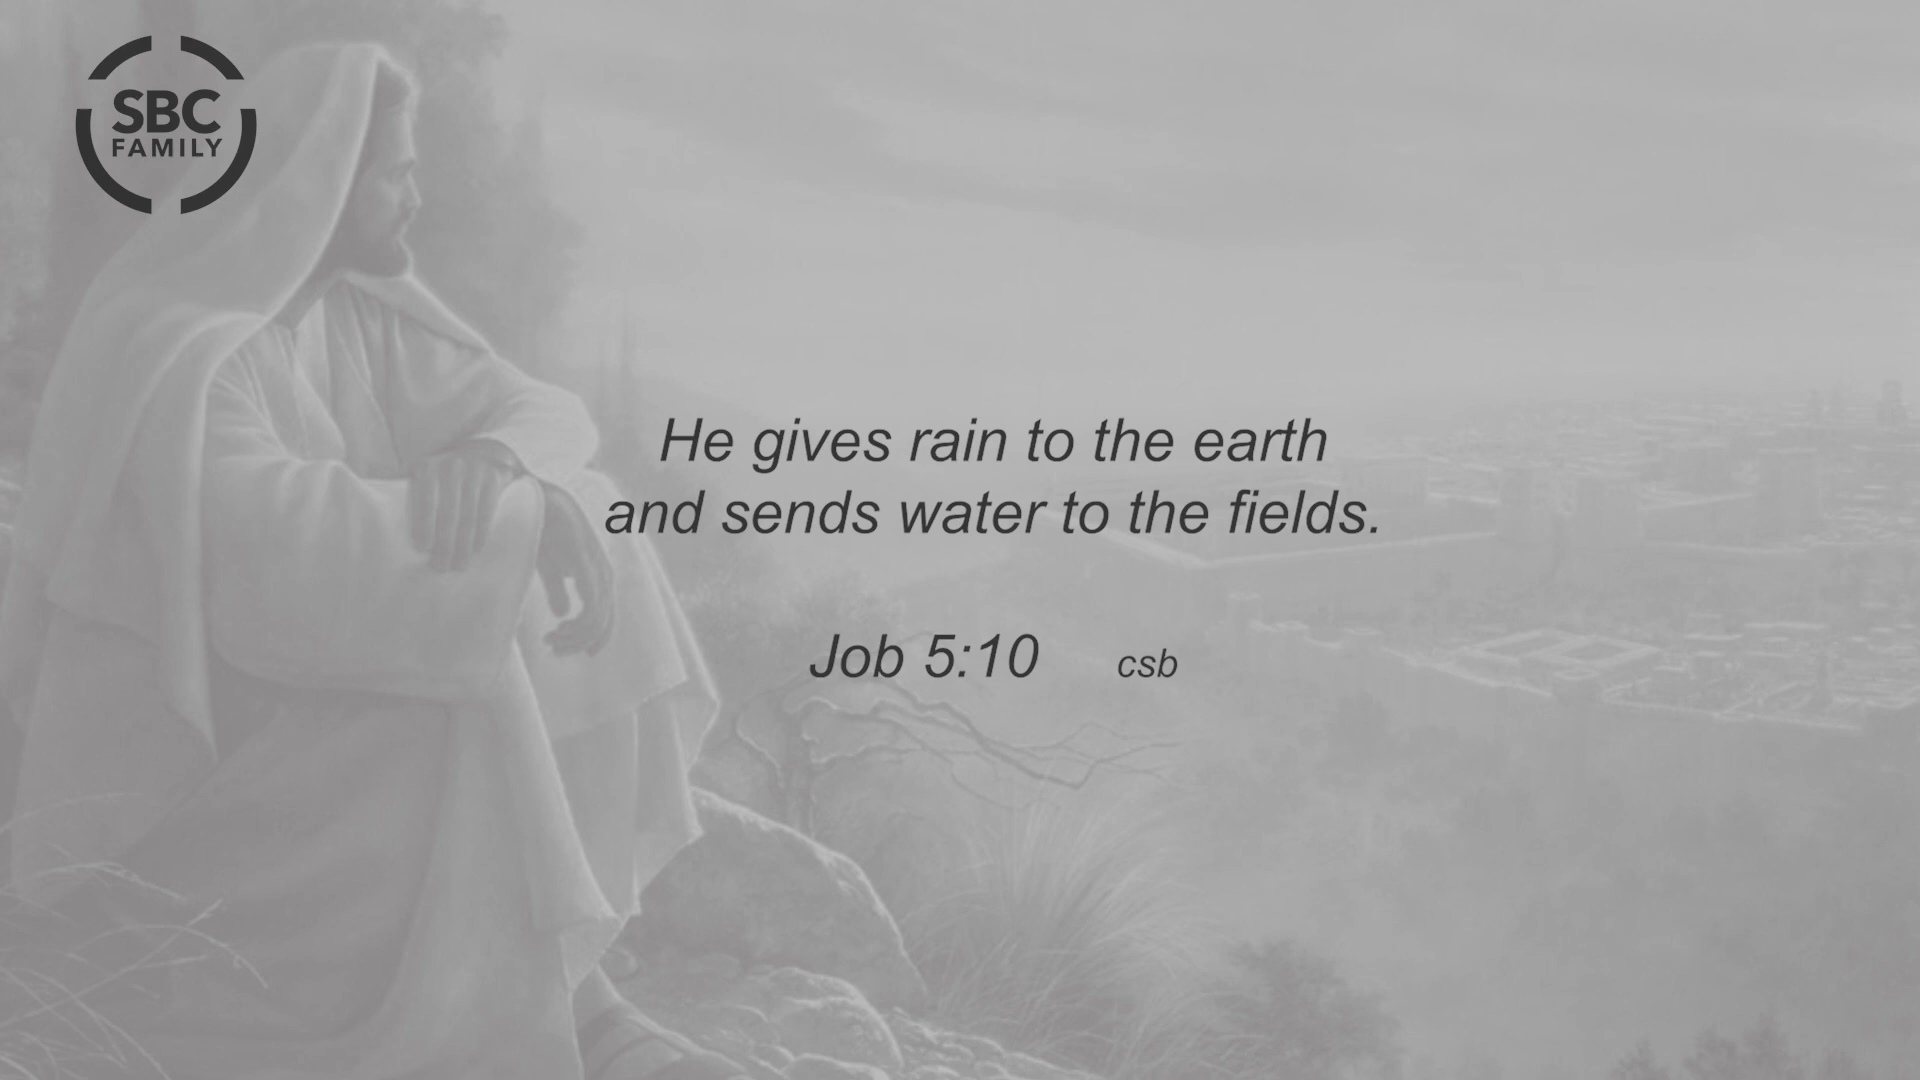 SBC
FAMILY
He gives rain to the earth
and sends water to the fields.
Job 5:10 csb